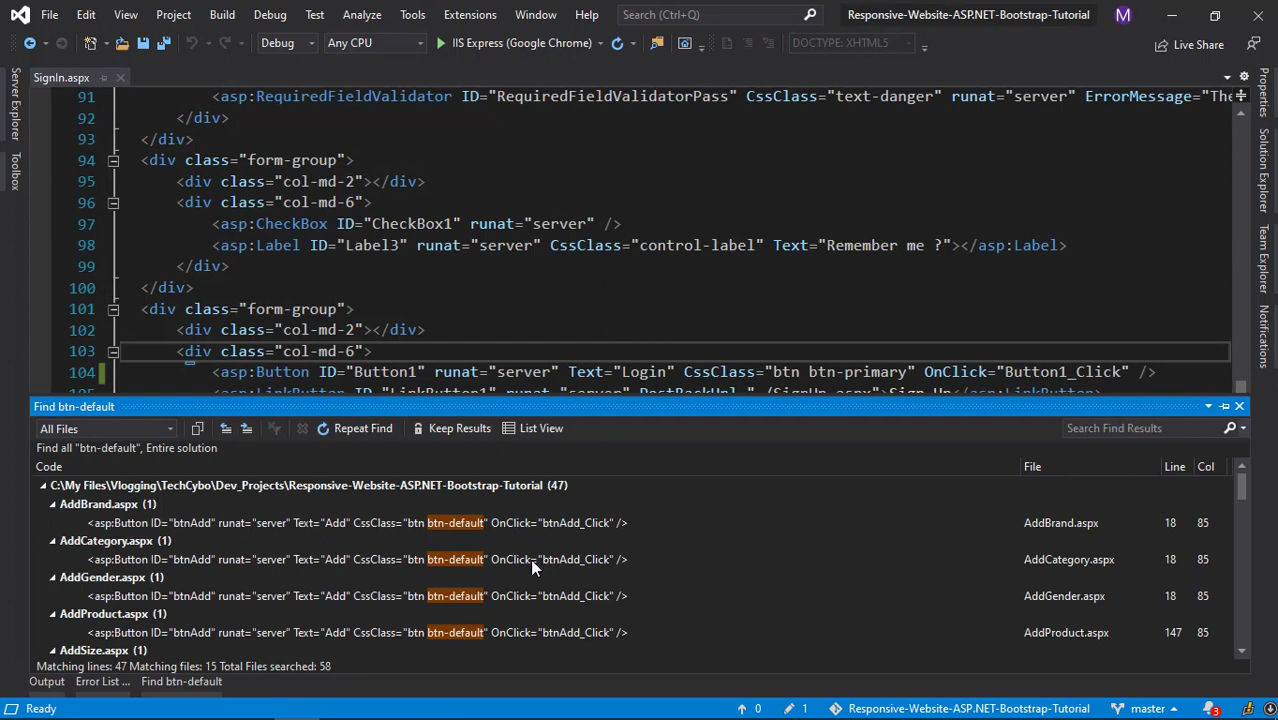 File Edit View Project Build Debug Test Analyze Tools Extensions Window Help Search (Ctrl+Q) Responsive-Website-ASP.NET-Bootstrap-Tutorial M
Debug Any CPU IIS Express (Google Chrome) DOCTYPE: XHTML5 Live Share
SignIn.aspx
91 <asp:RequiredFieldValidator ID="RequiredFieldValidatorPass" CssClass="text-danger" runat="server" ErrorMessage="The
92 </div>
93 </div>
94 <div class="form-group">
95 <div class="col-md-2"></div>
96 <div class="col-md-6">
97 <asp:CheckBox ID="CheckBox1" runat="server" />
98 <asp:Label ID="Label3" runat="server" CssClass="control-label" Text="Remember me ?"></asp:Label>
99 </div>
100 </div>
101 <div class="form-group">
102 <div class="col-md-2"></div>
103 <div class="col-md-6">
104 <asp:Button ID="Button1" runat="server" Text="Login" CssClass="btn btn-primary" OnClick="Button1_Click" />
Server Explorer
Toolbox
Properties
Solution Explorer
Team Explorer
Notifications
Find btn-default
All Files Repeat Find Keep Results List View Search Find Results
Find all "btn-default", Entire solution
Code File Line Col
C:\My Files\Vlogging\TechCybo\Dev_Projects\Responsive-Website-ASP.NET-Bootstrap-Tutorial (47)
AddBrand.aspx (1)
<asp:Button ID="btnAdd" runat="server" Text="Add" CssClass="btn btn-default" OnClick="btnAdd_Click" /> AddBrand.aspx 18 85
AddCategory.aspx (1)
<asp:Button ID="btnAdd" runat="server" Text="Add" CssClass="btn btn-default" OnClick="btnAdd_Click" /> AddCategory.aspx 18 85
AddGender.aspx (1)
<asp:Button ID="btnAdd" runat="server" Text="Add" CssClass="btn btn-default" OnClick="btnAdd_Click" /> AddGender.aspx 18 85
AddProduct.aspx (1)
<asp:Button ID="btnAdd" runat="server" Text="Add" CssClass="btn btn-default" OnClick="btnAdd_Click" /> AddProduct.aspx 147 85
AddSize.aspx (1)
Matching lines: 47 Matching files: 15 Total Files searched: 58
Output Error List ... Find btn-default
Ready 0 1 Responsive-Website-ASP.NET-Bootstrap-Tutorial master 3